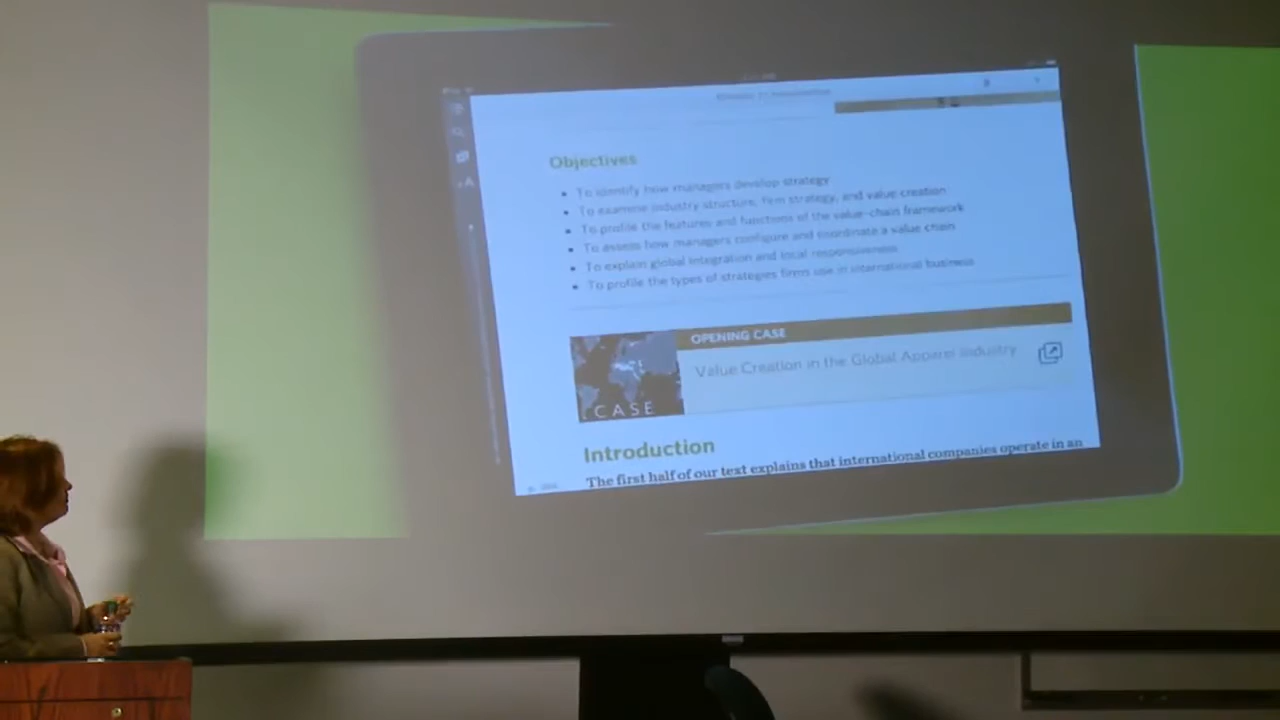 Objectives
• To identify how managers develop strategy
• To examine industry structure, firm strategy, and value creation
• To profile the features and functions of the value-chain framework
• To assess how managers configure and coordinate a value chain
• To explain global integration and local responsiveness
• To profile the types of strategies firms use in international business
OPENING CASE
Value Creation in the Global Apparel Industry
CASE
Introduction
The first half of our text explains that international companies operate in an